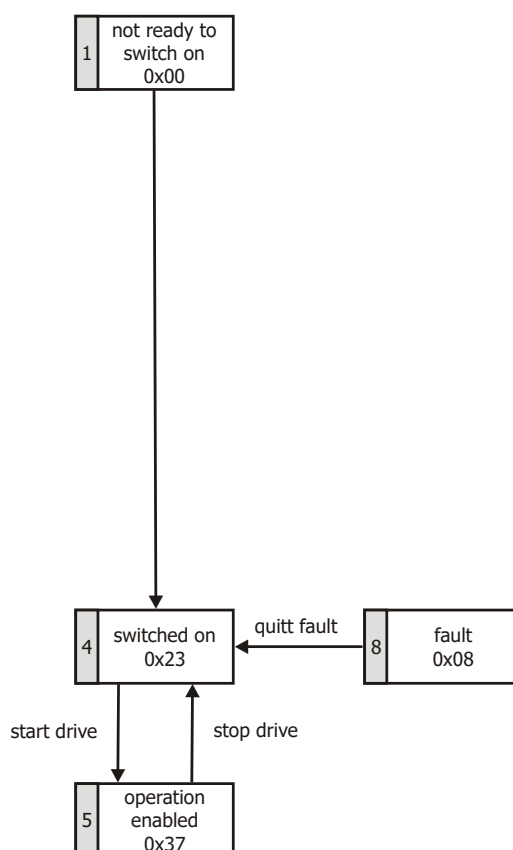 1
not ready to
switch on
0x00
4
switched on
0x23
quitt fault
8
fault
0x08
start drive
stop drive
5
operation
enabled
0x37